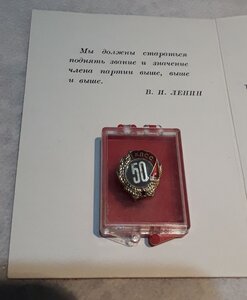 Мы должны стараться
поднять звание и значение
члена партии выше, выше
и выше.
В. И. ЛЕНИН
50